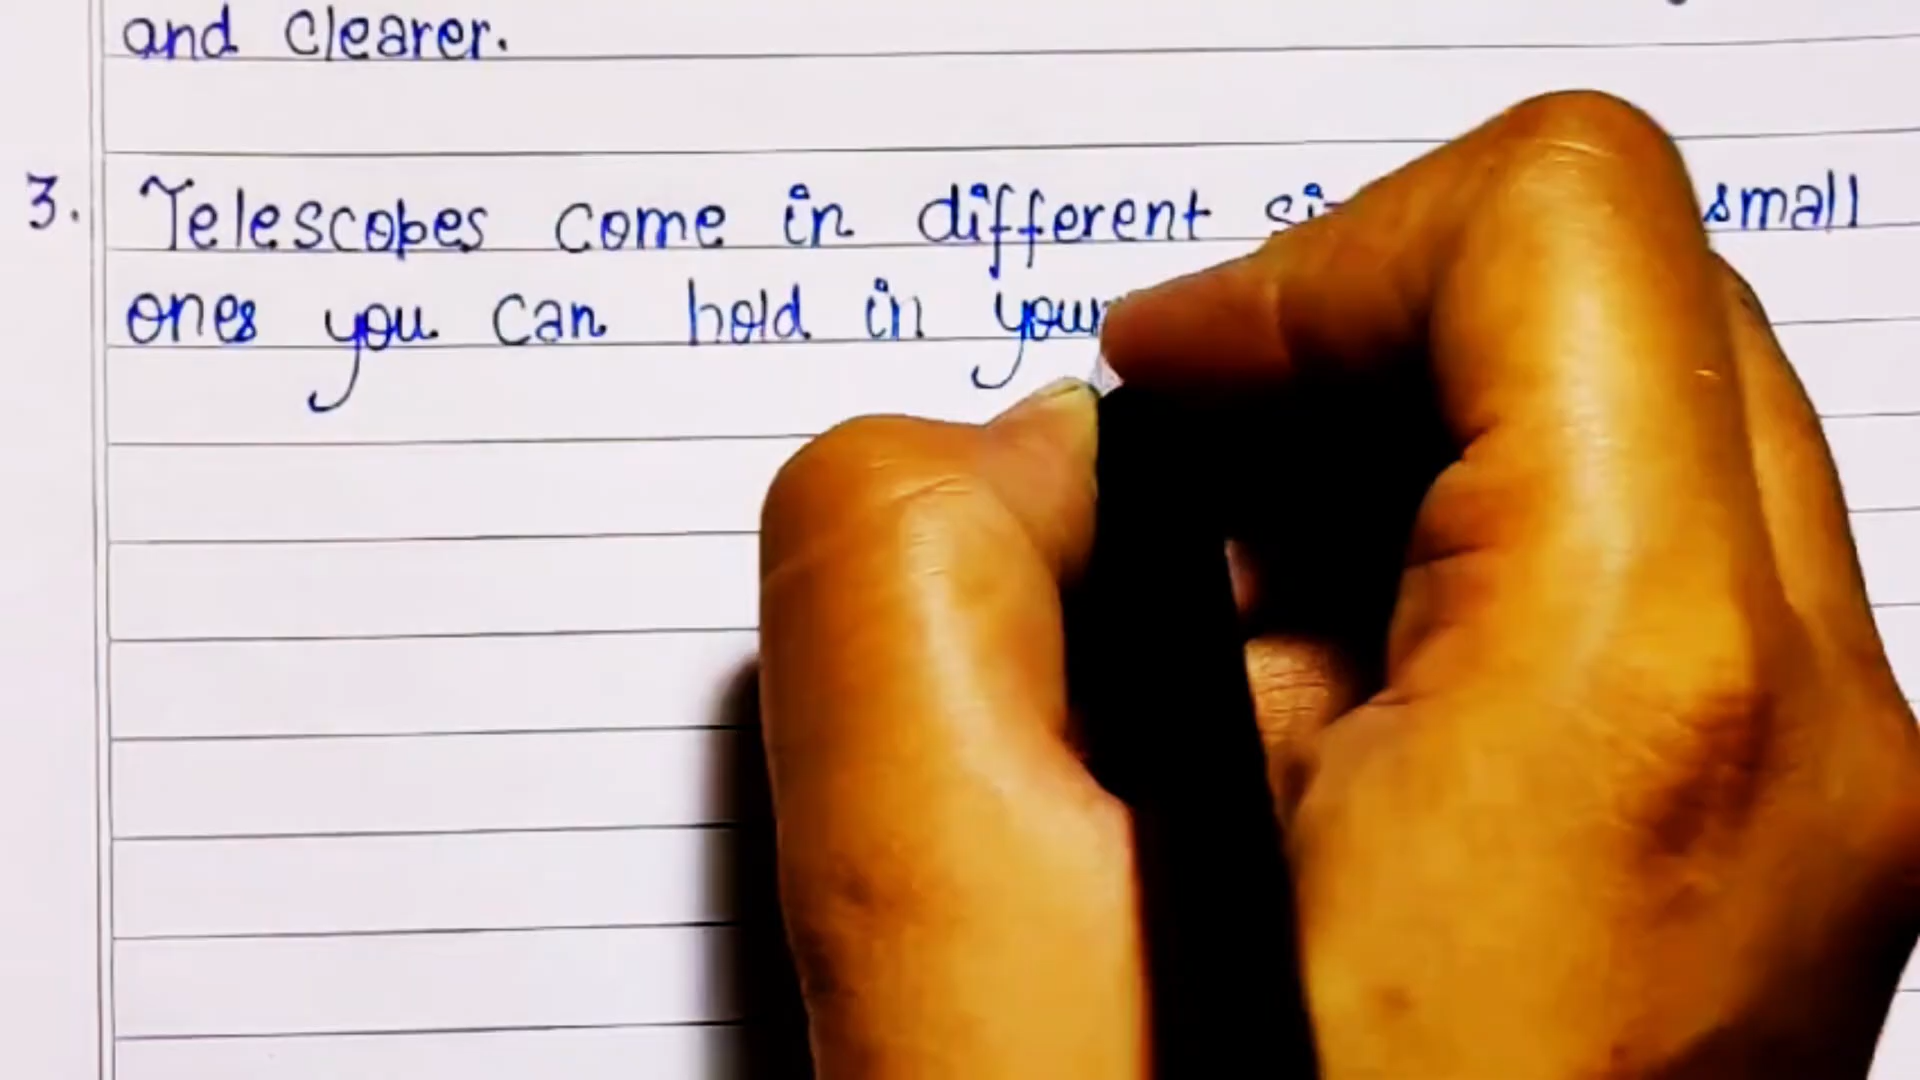 and clearer.
3. Telescopes come in different small
ones you can hold in your